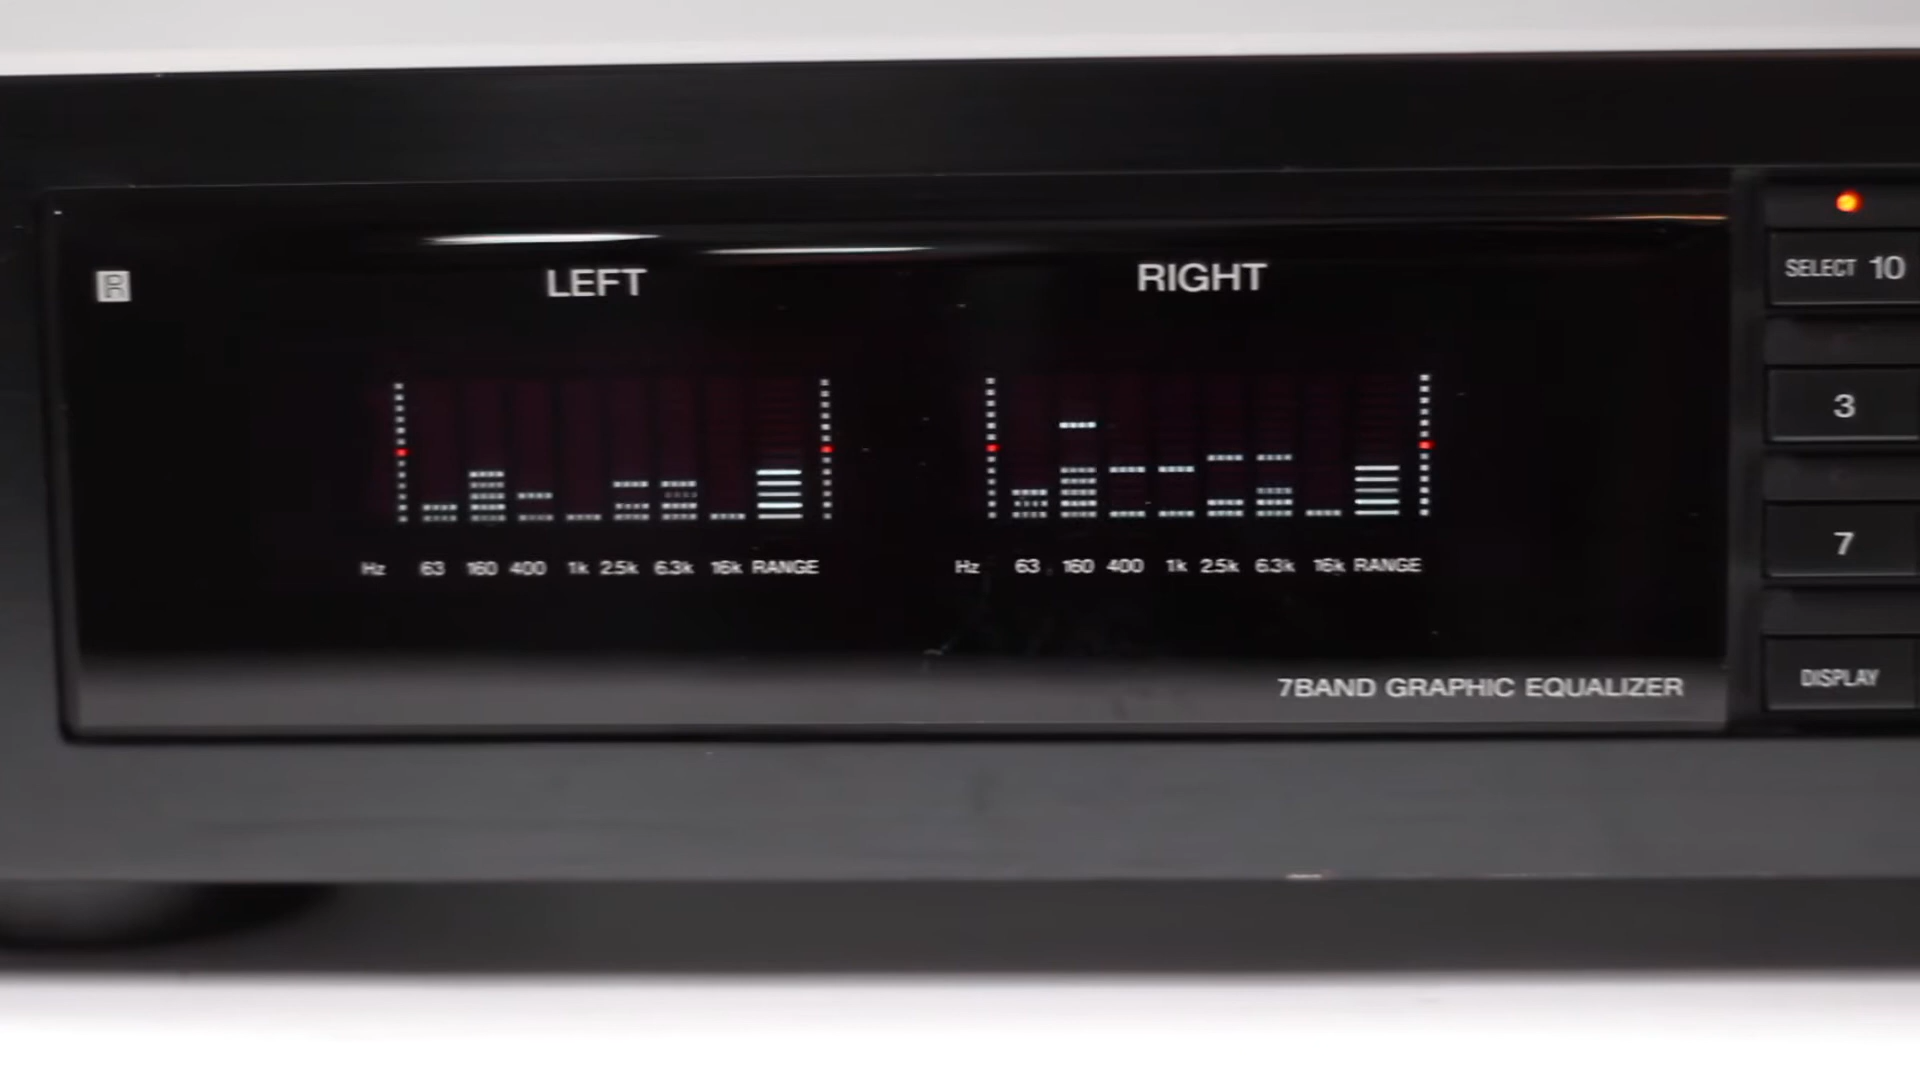 LEFT
RIGHT
SELECT 10
3
Hz 63 160 400 1k 2.5k 6.3k 16k RANGE
Hz 63 160 400 1k 2.5k 6.3k 16k RANGE
7
DISPLAY
7BAND GRAPHIC EQUALIZER